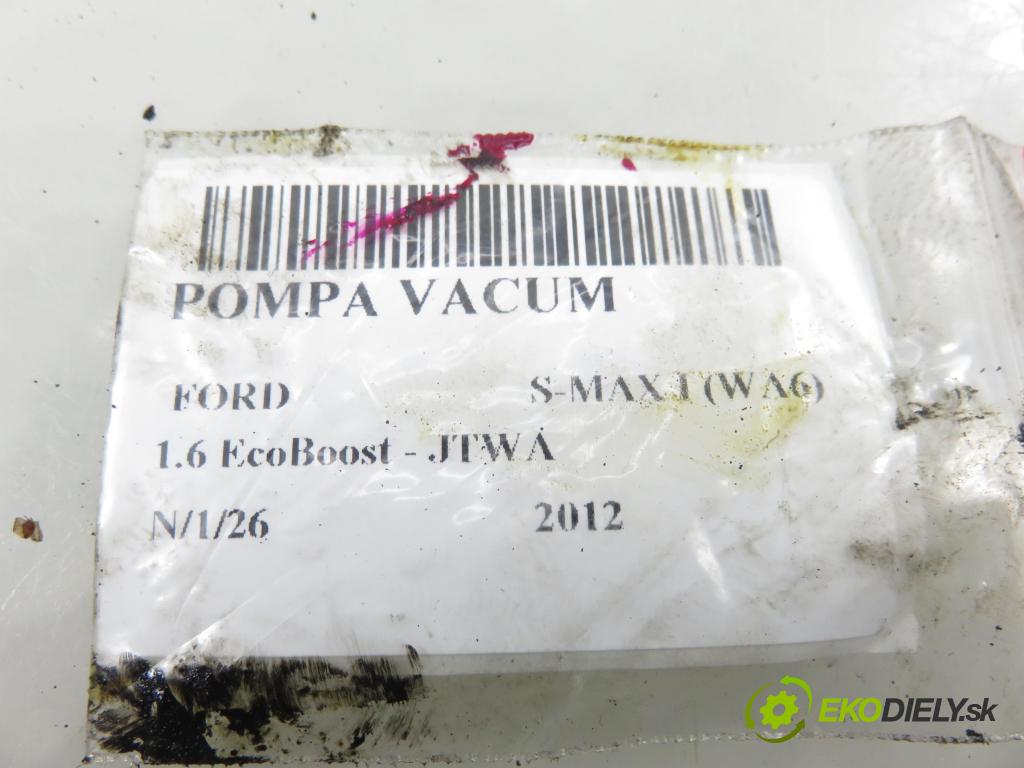 POMPA VACUM
FORD S-MAX I (WA6)
1.6 EcoBoost - JTWA
N/1/26 2012
EKODIELY.sk